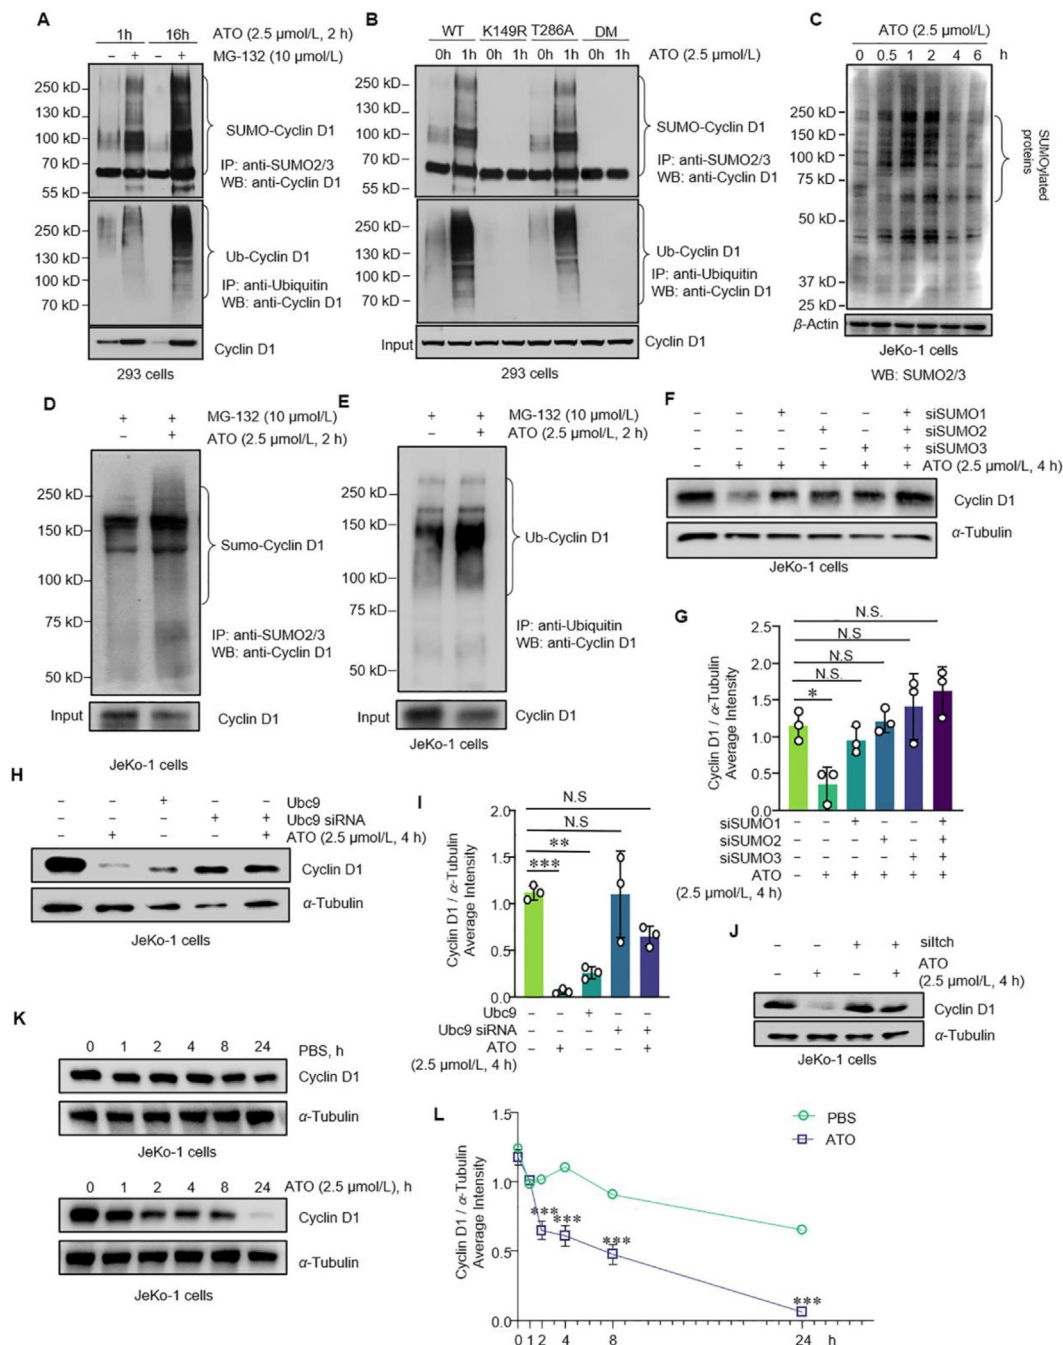 A
1h 16h ATO (2.5 μmol/L, 2 h)
– + – + MG-132 (10 μmol/L)
250 kD
130 kD
100 kD
70 kD
55 kD
SUMO-Cyclin D1
IP: anti-SUMO2/3
WB: anti-Cyclin D1
250 kD
130 kD
100 kD
70 kD
Ub-Cyclin D1
IP: anti-Ubiquitin
WB: anti-Cyclin D1
Cyclin D1
293 cells
B
WT K149R T286A DM
0h 1h 0h 1h 0h 1h 0h 1h ATO (2.5 μmol/L)
250 kD
130 kD
100 kD
70 kD
55 kD
SUMO-Cyclin D1
IP: anti-SUMO2/3
WB: anti-Cyclin D1
250 kD
130 kD
100 kD
70 kD
Ub-Cyclin D1
IP: anti-Ubiquitin
WB: anti-Cyclin D1
Input Cyclin D1
293 cells
C
ATO (2.5 μmol/L)
0 0.5 1 2 4 6 h
250 kD
150 kD
100 kD
75 kD
50 kD
37 kD
25 kD
SUMOylated
proteins
β-Actin
JeKo-1 cells
WB: SUMO2/3
D
+ + MG-132 (10 μmol/L)
– + ATO (2.5 μmol/L, 2 h)
250 kD
150 kD
100 kD
75 kD
50 kD
Sumo-Cyclin D1
IP: anti-SUMO2/3
WB: anti-Cyclin D1
Input Cyclin D1
JeKo-1 cells
E
+ + MG-132 (10 μmol/L)
– + ATO (2.5 μmol/L, 2 h)
250 kD
150 kD
100 kD
75 kD
50 kD
Ub-Cyclin D1
IP: anti-Ubiquitin
WB: anti-Cyclin D1
Input Cyclin D1
JeKo-1 cells
F
– – + – – + siSUMO1
– – – + – + siSUMO2
– – – – + + siSUMO3
– + + + + + ATO (2.5 μmol/L, 4 h)
Cyclin D1
α-Tubulin
JeKo-1 cells
G
Cyclin D1 / α-Tubulin
Average Intensity
2.5
2.0
1.5
1.0
0.5
0.0
N.S.
N.S
N.S
N.S.
*
siSUMO1 – – + – – +
siSUMO2 – – – + – +
siSUMO3 – – – – + +
ATO – + + + + +
(2.5 μmol/L, 4 h)
H
– – + – – Ubc9
– – – + + Ubc9 siRNA
– + – – + ATO (2.5 μmol/L, 4 h)
Cyclin D1
α-Tubulin
JeKo-1 cells
I
Cyclin D1 / α-Tubulin
Average Intensity
1.5
1.0
0.5
0.0
N.S
N.S
**
***
Ubc9 – – + – –
Ubc9 siRNA – – – + +
ATO – + – – +
(2.5 μmol/L, 4 h)
J
– – + + siItch
– + – + ATO
(2.5 μmol/L, 4 h)
Cyclin D1
α-Tubulin
JeKo-1 cells
K
0 1 2 4 8 24 PBS, h
Cyclin D1
α-Tubulin
JeKo-1 cells
0 1 2 4 8 24 ATO (2.5 μmol/L), h
Cyclin D1
α-Tubulin
JeKo-1 cells
L
Cyclin D1 / α-Tubulin
Average Intensity
1.5
1.0
0.5
0.0
PBS
ATO
*** *** *** ***
0 1 2 4 8 24 h